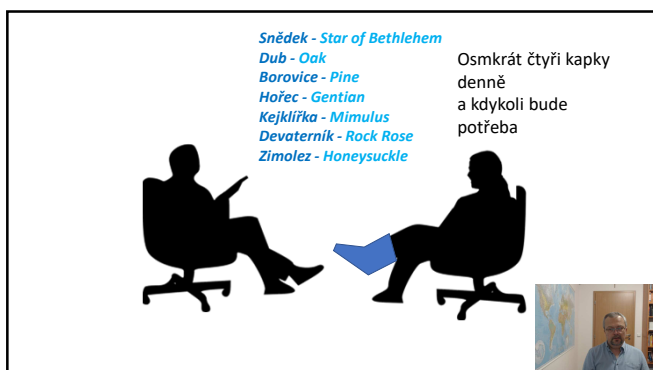 Snědek - Star of Bethlehem
Dub - Oak
Borovice - Pine
Hořec - Gentian
Kejklířka - Mimulus
Devaterník - Rock Rose
Zimolez - Honeysuckle
Osmkrát čtyři kapky
denně
a kdykoli bude
potřeba